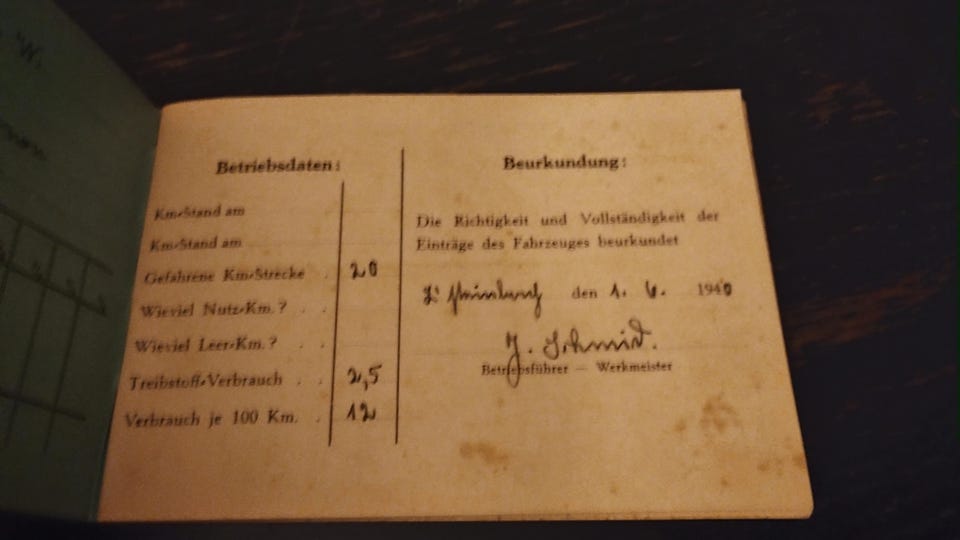 Betriebsdaten:
Km-Stand am
Km-Stand am
Gefahrene Km-Strecke . 20
Wieviel Nutz-Km.? . .
Wieviel Leer-Km.? . .
Treibstoff-Verbrauch . . 2,5
Verbrauch je 100 Km. . 12
Beurkundung:
Die Richtigkeit und Vollständigkeit der
Einträge des Fahrzeuges beurkundet
den 1. 6. 1940
J. Schmid.
Betriebsführer — Werkmeister